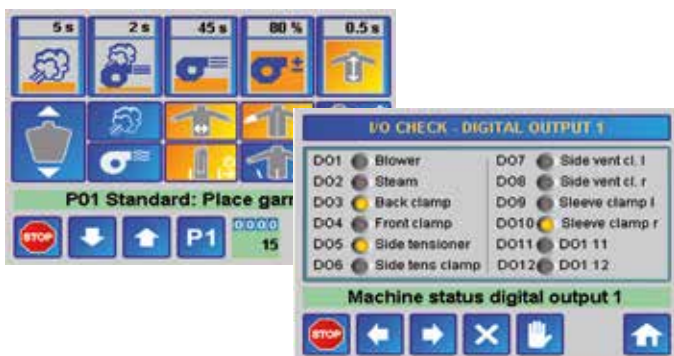 5 s 2 s 45 s 80 % 0.5 s
P01 Standard: Place garm
STOP P1 0000
15
I/O CHECK - DIGITAL OUTPUT 1
DO1 Blower DO7 Side vent cl. l
DO2 Steam DO8 Side vent cl. r
DO3 Back clamp DO9 Sleeve clamp l
DO4 Front clamp DO10 Sleeve clamp r
DO5 Side tensioner DO11 DO1 11
DO6 Side tens clamp DO12 DO1 12
Machine status digital output 1
STOP